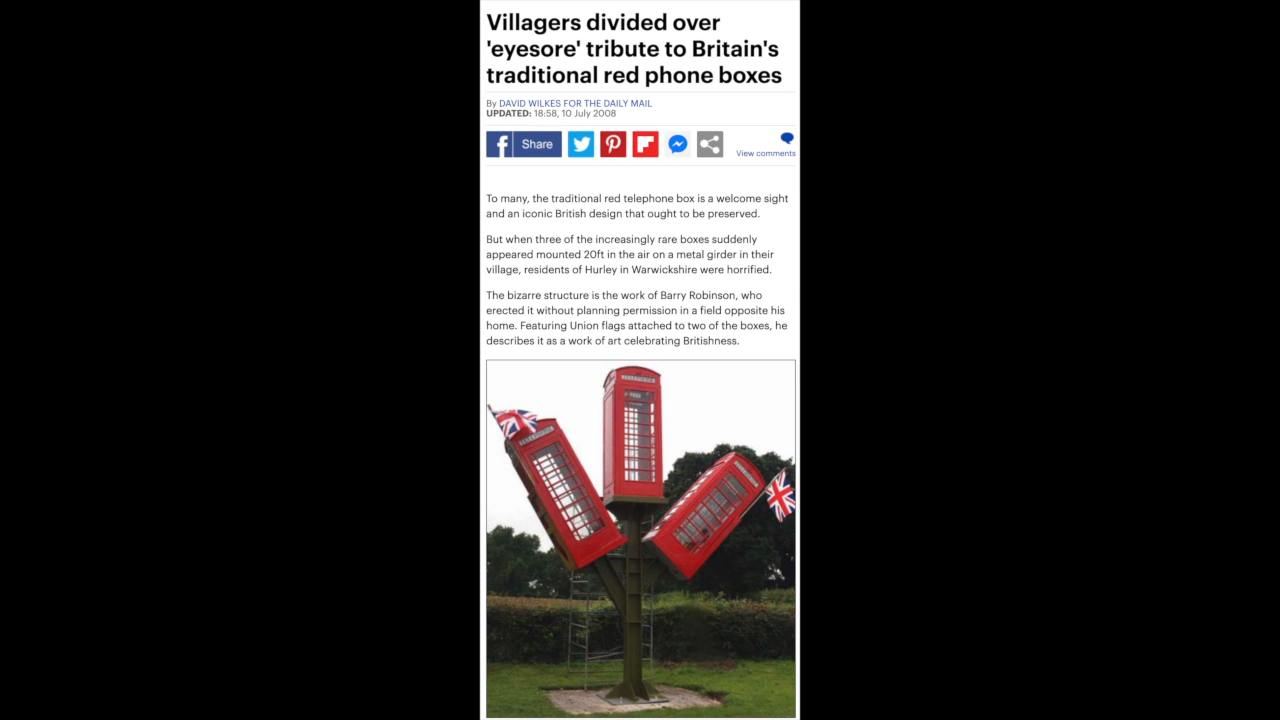 Villagers divided over
'eyesore' tribute to Britain's
traditional red phone boxes
By DAVID WILKES FOR THE DAILY MAIL
UPDATED: 18:58, 10 July 2008
Share
View comments
To many, the traditional red telephone box is a welcome sight
and an iconic British design that ought to be preserved.
But when three of the increasingly rare boxes suddenly
appeared mounted 20ft in the air on a metal girder in their
village, residents of Hurley in Warwickshire were horrified.
The bizarre structure is the work of Barry Robinson, who
erected it without planning permission in a field opposite his
home. Featuring Union flags attached to two of the boxes, he
describes it as a work of art celebrating Britishness.
TELEPHONE
TELEPHONE
TELEPHONE